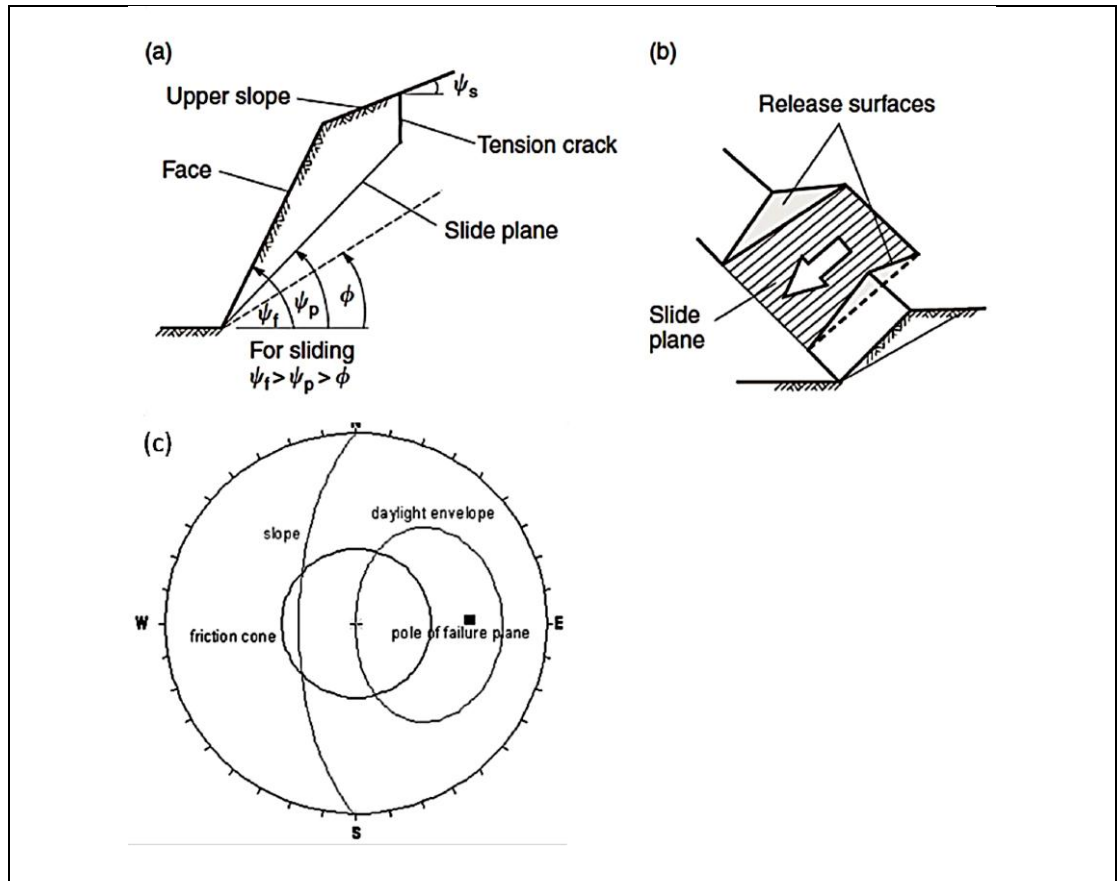 (a)
Upper slope
ψs
Tension crack
Face
Slide plane
ψf
ψp
ϕ
For sliding
ψf > ψp > ϕ
(b)
Release surfaces
Slide
plane
(c)
N
slope
daylight envelope
W
friction cone
pole of failure plane
E
S